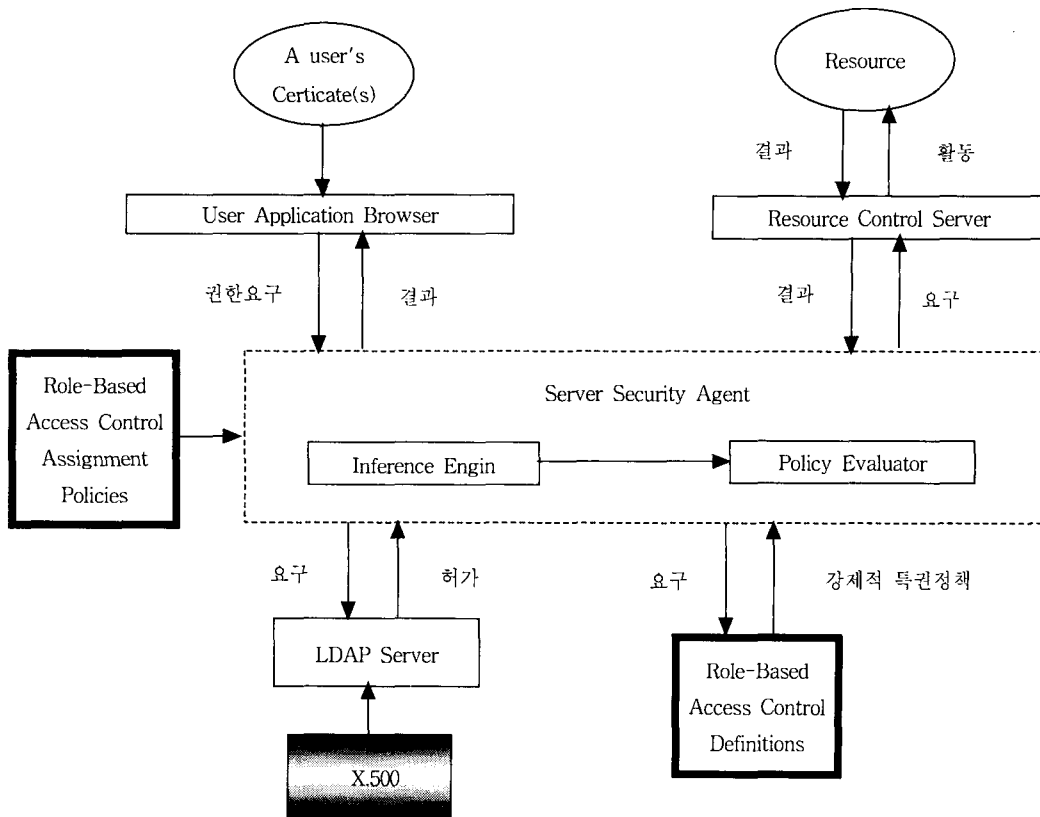 A user's
Certicate(s)
Resource
결과
활동
User Application Browser
Resource Control Server
권한요구
결과
결과
요구
Role-Based
Access Control
Assignment
Policies
Server Security Agent
Inference Engin
Policy Evaluator
요구
허가
요구
강제적 특권정책
LDAP Server
Role-Based
Access Control
Definitions
X.500